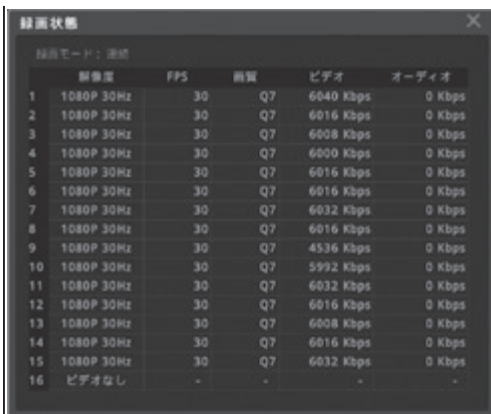 録画状態
録画モード: 連続
解像度 FPS 画質 ビデオ オーディオ
1 1080P 30Hz 30 Q7 6040 Kbps 0 Kbps
2 1080P 30Hz 30 Q7 6016 Kbps 0 Kbps
3 1080P 30Hz 30 Q7 6008 Kbps 0 Kbps
4 1080P 30Hz 30 Q7 6000 Kbps 0 Kbps
5 1080P 30Hz 30 Q7 6016 Kbps 0 Kbps
6 1080P 30Hz 30 Q7 6016 Kbps 0 Kbps
7 1080P 30Hz 30 Q7 6032 Kbps 0 Kbps
8 1080P 30Hz 30 Q7 6016 Kbps 0 Kbps
9 1080P 30Hz 30 Q7 4536 Kbps 0 Kbps
10 1080P 30Hz 30 Q7 5992 Kbps 0 Kbps
11 1080P 30Hz 30 Q7 6032 Kbps 0 Kbps
12 1080P 30Hz 30 Q7 6016 Kbps 0 Kbps
13 1080P 30Hz 30 Q7 6008 Kbps 0 Kbps
14 1080P 30Hz 30 Q7 6016 Kbps 0 Kbps
15 1080P 30Hz 30 Q7 6032 Kbps 0 Kbps
16 ビデオなし - - - -